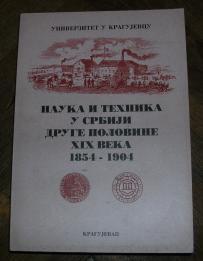 УНИВЕРЗИТЕТ У КРАГУЈЕВЦУ
НАУКА И ТЕХНИКА
У СРБИЈИ
ДРУГЕ ПОЛОВИНЕ
XIX ВЕКА
1854 - 1904
КРАГУЈЕВАЦ